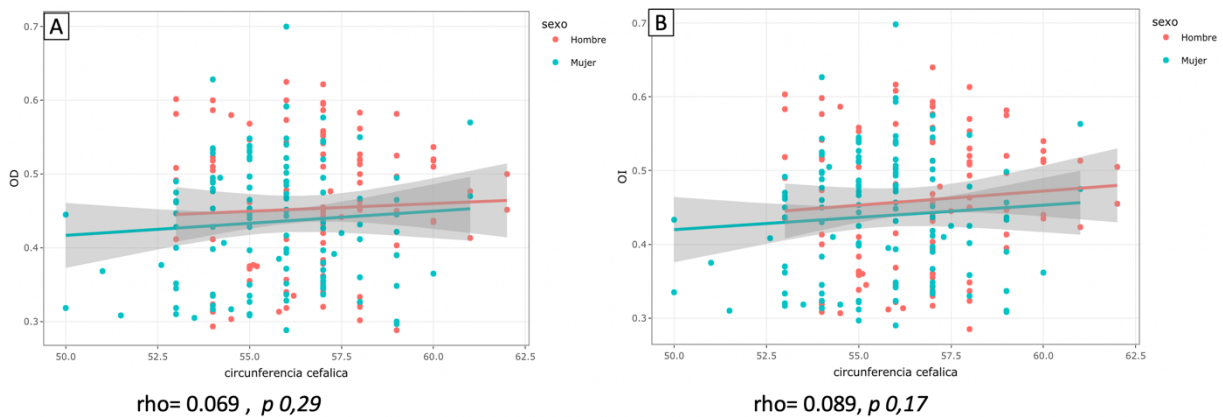 A
0.7
0.6
OD
0.5
0.4
0.3
50.0 52.5 55.0 57.5 60.0 62.5
circunferencia cefalica
sexo
Hombre
Mujer
rho= 0.069 , p 0,29
B
0.7
0.6
OI
0.5
0.4
0.3
50.0 52.5 55.0 57.5 60.0 62.5
circunferencia cefalica
sexo
Hombre
Mujer
rho= 0.089, p 0,17